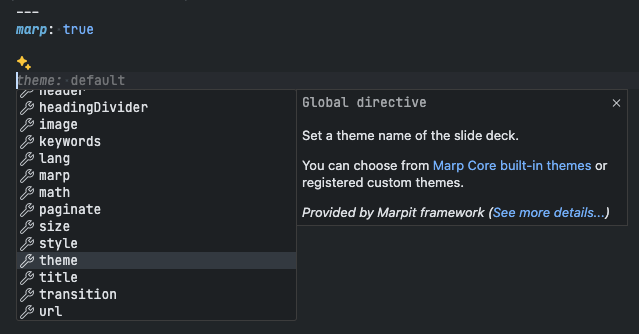 ---
marp: true
theme: default
header
headingDivider
image
keywords
lang
marp
math
paginate
size
style
theme
title
transition
url
Global directive
Set a theme name of the slide deck.
You can choose from Marp Core built-in themes or
registered custom themes.
Provided by Marpit framework (See more details...)